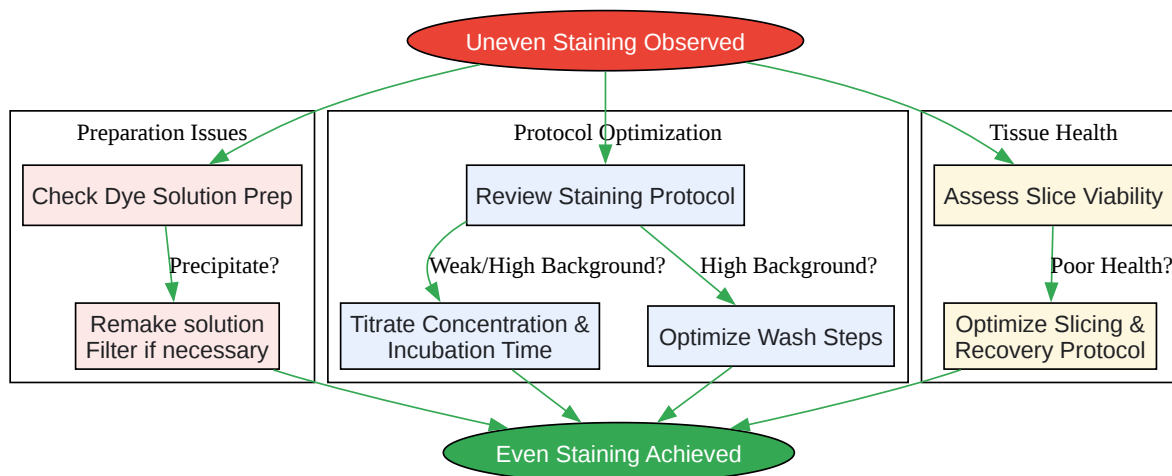 Uneven Staining Observed
Preparation Issues
Protocol Optimization
Tissue Health
Check Dye Solution Prep
Review Staining Protocol
Assess Slice Viability
Precipitate?
Weak/High Background?
High Background?
Poor Health?
Remake solution
Filter if necessary
Titrate Concentration &
Incubation Time
Optimize Wash Steps
Optimize Slicing &
Recovery Protocol
Even Staining Achieved